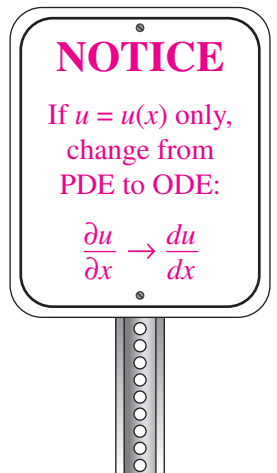 NOTICE
If u = u(x) only,
change from
PDE to ODE:
∂u/∂x → du/dx